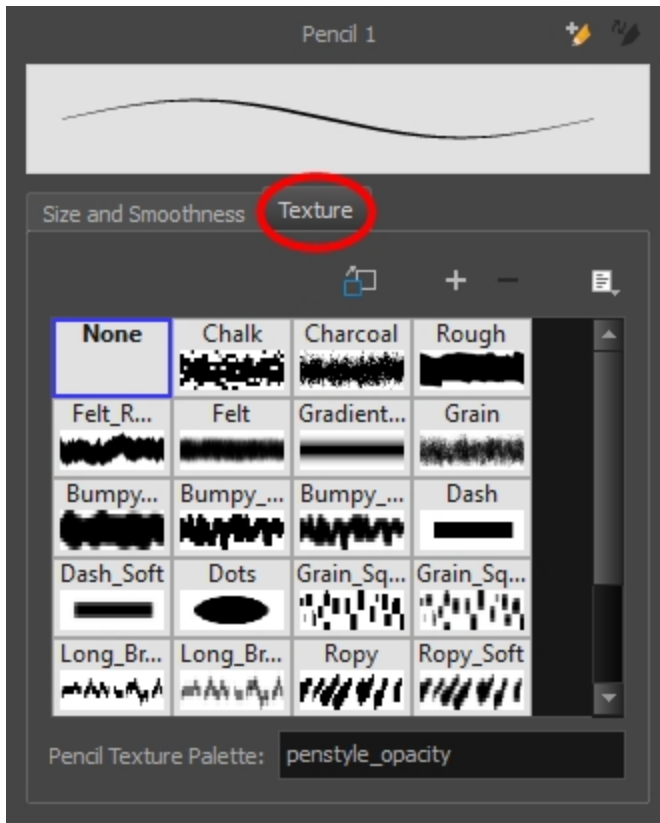 Pencil 1
Size and Smoothness Texture
None Chalk Charcoal Rough
Felt_R... Felt Gradient... Grain
Bumpy... Bumpy_... Bumpy_... Dash
Dash_Soft Dots Grain_Sq... Grain_Sq...
Long_Br... Long_Br... Ropy Ropy_Soft
Pencil Texture Palette: penstyle_opacity